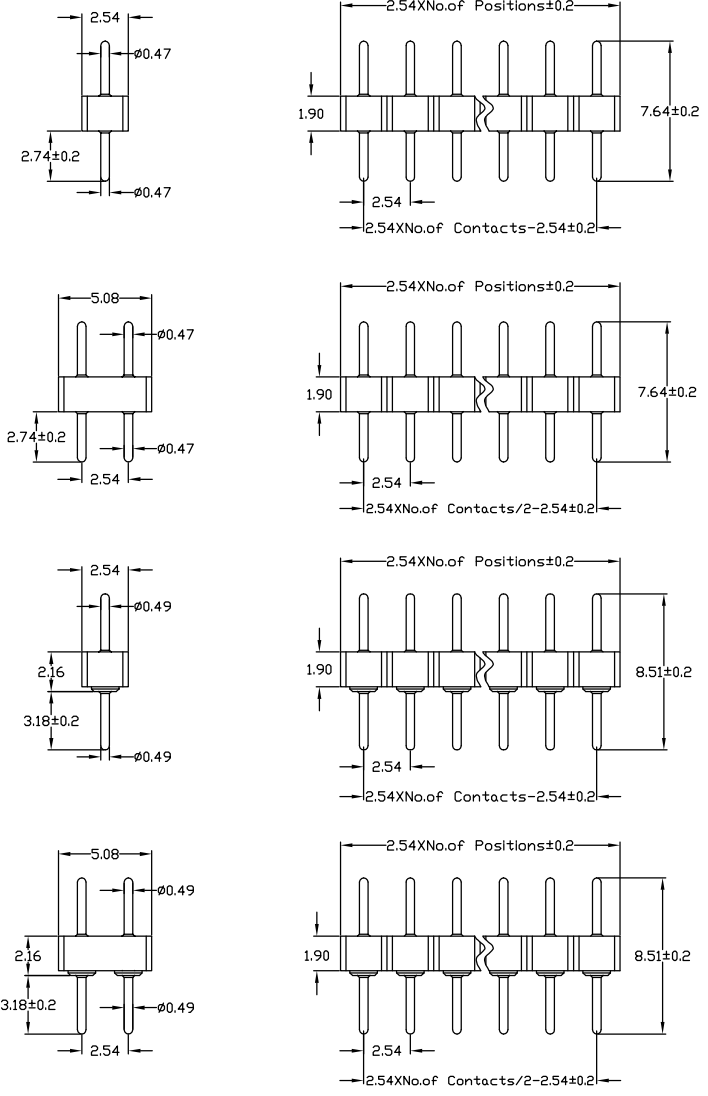 2.54
2.54XNo.of Positions±0.2
ø0.47
1.90
7.64±0.2
2.74±0.2
ø0.47
2.54
2.54XNo.of Contacts-2.54±0.2
5.08
2.54XNo.of Positions±0.2
ø0.47
1.90
7.64±0.2
2.74±0.2
ø0.47
2.54
2.54
2.54XNo.of Contacts/2-2.54±0.2
2.54
2.54XNo.of Positions±0.2
ø0.49
2.16
1.90
8.51±0.2
3.18±0.2
ø0.49
2.54
2.54XNo.of Contacts-2.54±0.2
5.08
2.54XNo.of Positions±0.2
ø0.49
2.16
1.90
8.51±0.2
3.18±0.2
ø0.49
2.54
2.54
2.54XNo.of Contacts/2-2.54±0.2